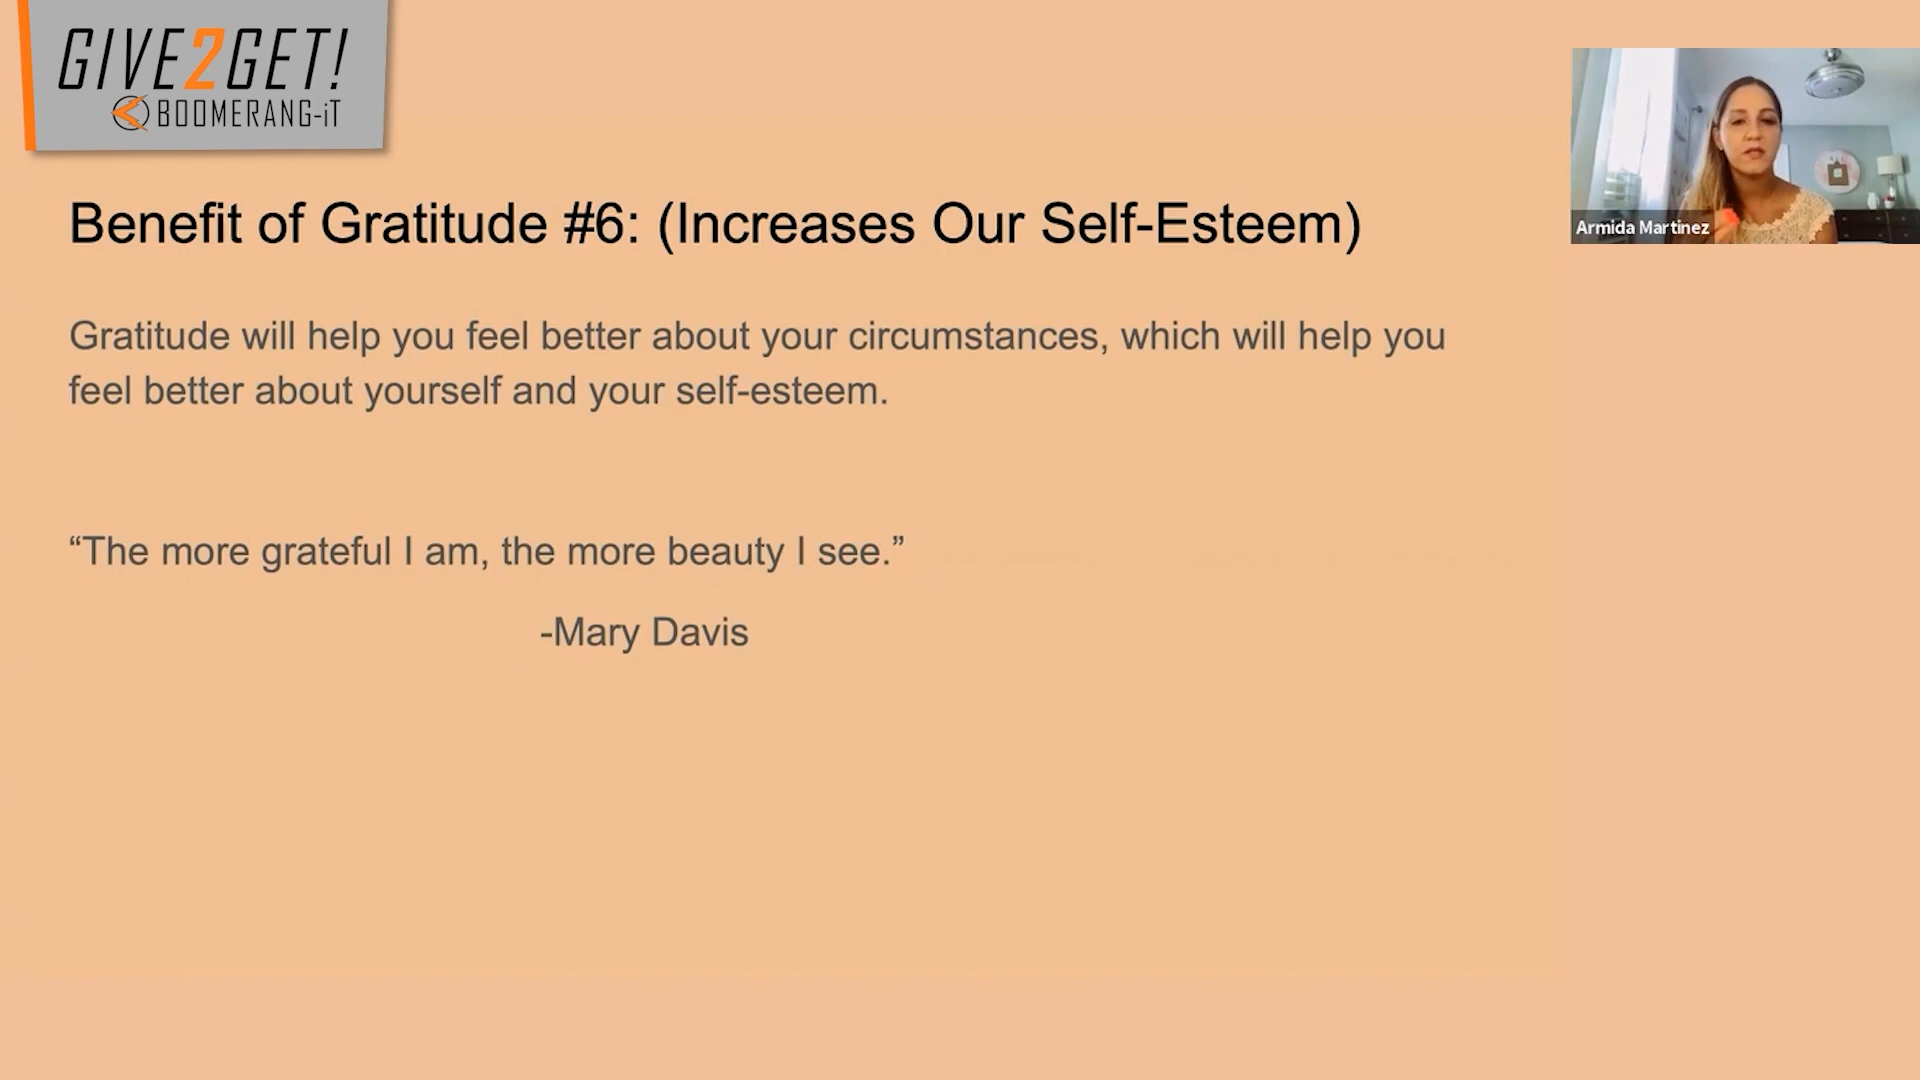 GIVE2GET!
BOOMERANG-iT
Armida Martinez
Benefit of Gratitude #6: (Increases Our Self-Esteem)
Gratitude will help you feel better about your circumstances, which will help you
feel better about yourself and your self-esteem.
“The more grateful I am, the more beauty I see.”
-Mary Davis